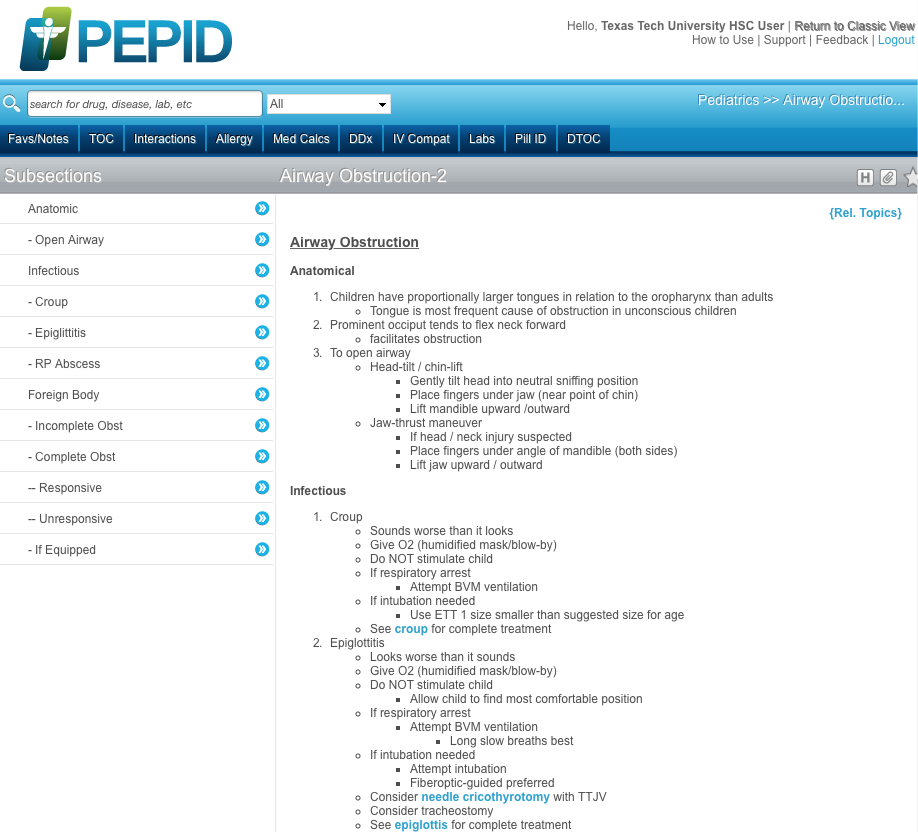 PEPID
Hello, Texas Tech University HSC User | Return to Classic View
How to Use | Support | Feedback | Logout
search for drug, disease, lab, etc
All
Pediatrics >> Airway Obstructio...
Favs/Notes TOC Interactions Allergy Med Calcs DDx IV Compat Labs Pill ID DTOC
Subsections
Airway Obstruction-2
H
Anatomic
- Open Airway
Infectious
- Croup
- Epiglittitis
- RP Abscess
Foreign Body
- Incomplete Obst
- Complete Obst
-- Responsive
-- Unresponsive
- If Equipped
{Rel. Topics}
Airway Obstruction
Anatomical
1. Children have proportionally larger tongues in relation to the oropharynx than adults
Tongue is most frequent cause of obstruction in unconscious children
2. Prominent occiput tends to flex neck forward
facilitates obstruction
3. To open airway
Head-tilt / chin-lift
Gently tilt head into neutral sniffing position
Place fingers under jaw (near point of chin)
Lift mandible upward /outward
Jaw-thrust maneuver
If head / neck injury suspected
Place fingers under angle of mandible (both sides)
Lift jaw upward / outward
Infectious
1. Croup
Sounds worse than it looks
Give O2 (humidified mask/blow-by)
Do NOT stimulate child
If respiratory arrest
Attempt BVM ventilation
If intubation needed
Use ETT 1 size smaller than suggested size for age
See croup for complete treatment
2. Epiglottitis
Looks worse than it sounds
Give O2 (humidified mask/blow-by)
Do NOT stimulate child
Allow child to find most comfortable position
If respiratory arrest
Attempt BVM ventilation
Long slow breaths best
If intubation needed
Attempt intubation
Fiberoptic-guided preferred
Consider needle cricothyrotomy with TTJV
Consider tracheostomy
See epiglottis for complete treatment